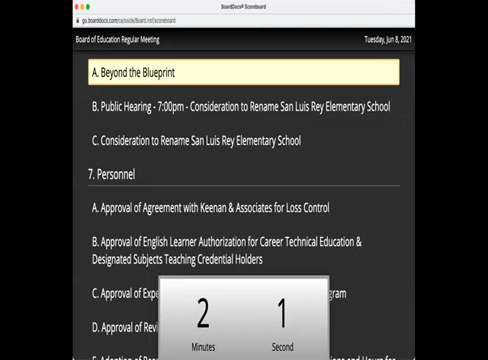 BoardDocs® Scoreboard
go.boarddocs.com/ca/oside/Board.nsf/scoreboard
Board of Education Regular Meeting
Tuesday, Jun 8, 2021
A. Beyond the Blueprint
B. Public Hearing - 7:00pm - Consideration to Rename San Luis Rey Elementary School
C. Consideration to Rename San Luis Rey Elementary School
7. Personnel
A. Approval of Agreement with Keenan & Associates for Loss Control
B. Approval of English Learner Authorization for Career Technical Education &
Designated Subjects Teaching Credential Holders
C. Approval of
D. Approval of
2 1
Minutes Second